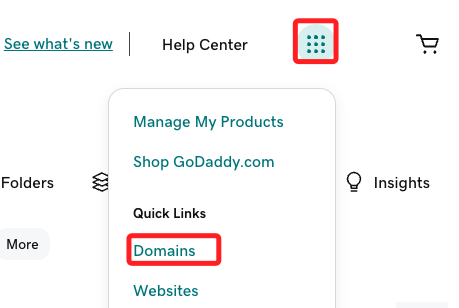 See what's new
Help Center
Manage My Products
Shop GoDaddy.com
Folders
Insights
Quick Links
More
Domains
Websites